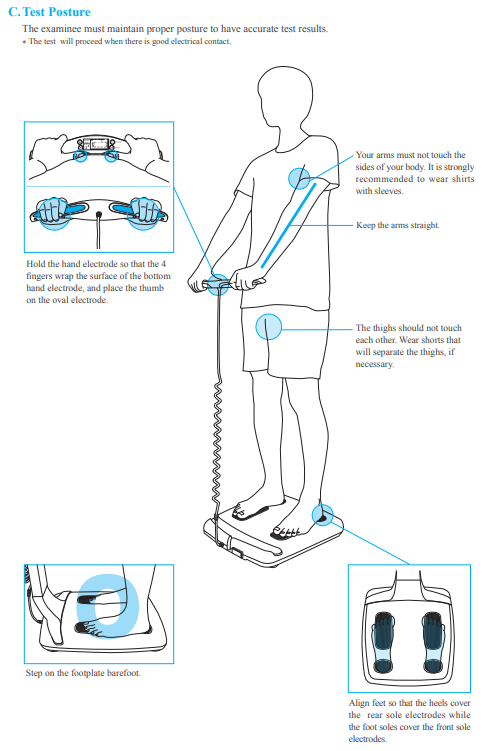 C. Test Posture
The examinee must maintain proper posture to have accurate test results.
* The test will proceed when there is good electrical contact.
Your arms must not touch the
sides of your body. It is strongly
recommended to wear shirts
with sleeves.
Keep the arms straight.
Hold the hand electrode so that the 4
fingers wrap the surface of the bottom
hand electrode, and place the thumb
on the oval electrode.
The thighs should not touch
each other. Wear shorts that
will separate the thighs, if
necessary.
Step on the footplate barefoot.
Align feet so that the heels cover
the rear sole electrodes while
the foot soles cover the front sole
electrodes.